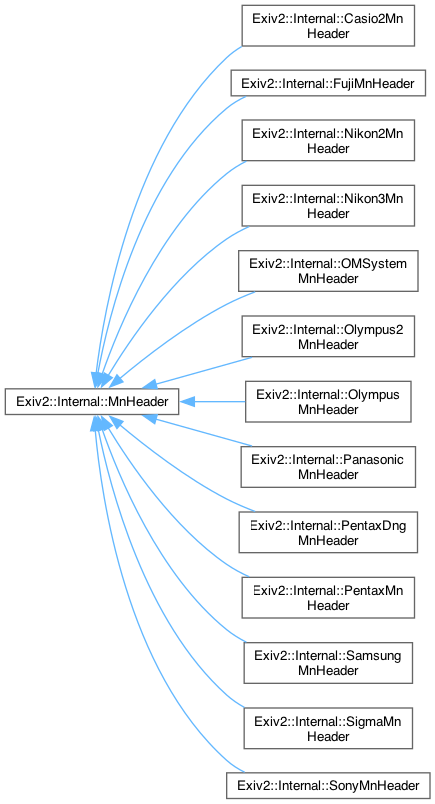 Exiv2::Internal::Casio2Mn
Header
Exiv2::Internal::FujiMnHeader
Exiv2::Internal::Nikon2Mn
Header
Exiv2::Internal::Nikon3Mn
Header
Exiv2::Internal::OMSystem
MnHeader
Exiv2::Internal::Olympus2
MnHeader
Exiv2::Internal::MnHeader
Exiv2::Internal::Olympus
MnHeader
Exiv2::Internal::Panasonic
MnHeader
Exiv2::Internal::PentaxDng
MnHeader
Exiv2::Internal::PentaxMn
Header
Exiv2::Internal::Samsung
MnHeader
Exiv2::Internal::SigmaMn
Header
Exiv2::Internal::SonyMnHeader